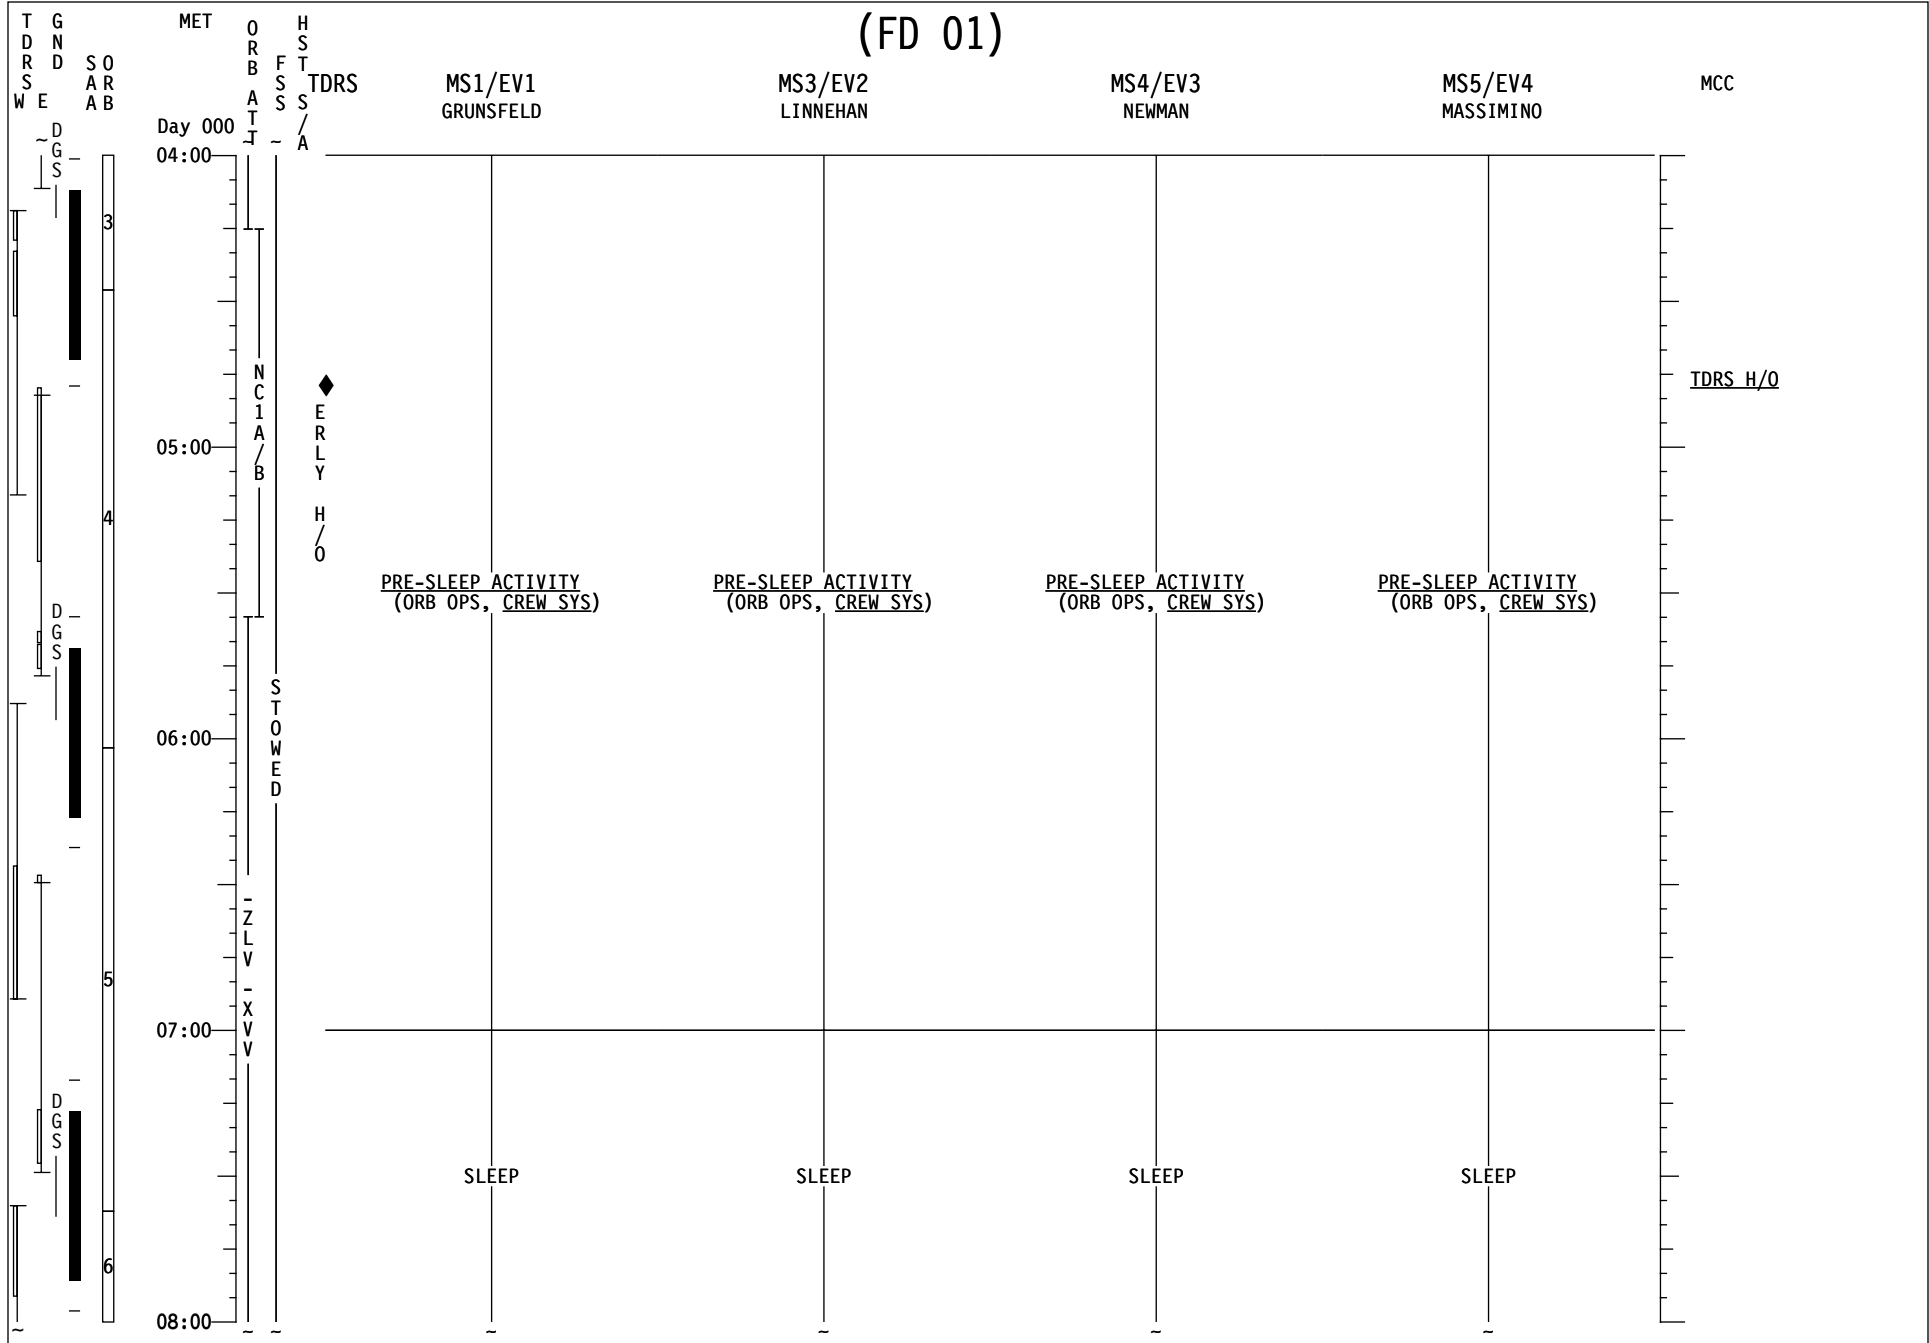 (FD 01)
TDRS
W E
GND
SAA
ORB
MET
Day 000
ORB ATT
FSS
HST S/A
TDRS
MS1/EV1
GRUNSFELD
MS3/EV2
LINNEHAN
MS4/EV3
NEWMAN
MS5/EV4
MASSIMINO
MCC
~ ~ ~
DGS
04:00
3
NC1A/B
TDRS H/O
ERLY H/O
05:00
4
PRE-SLEEP ACTIVITY
(ORB OPS, CREW SYS)
PRE-SLEEP ACTIVITY
(ORB OPS, CREW SYS)
PRE-SLEEP ACTIVITY
(ORB OPS, CREW SYS)
PRE-SLEEP ACTIVITY
(ORB OPS, CREW SYS)
DGS
STOWED
06:00
-ZLV -XVV
5
07:00
DGS
SLEEP
SLEEP
SLEEP
SLEEP
6
08:00
~ ~ ~ ~ ~ ~ ~